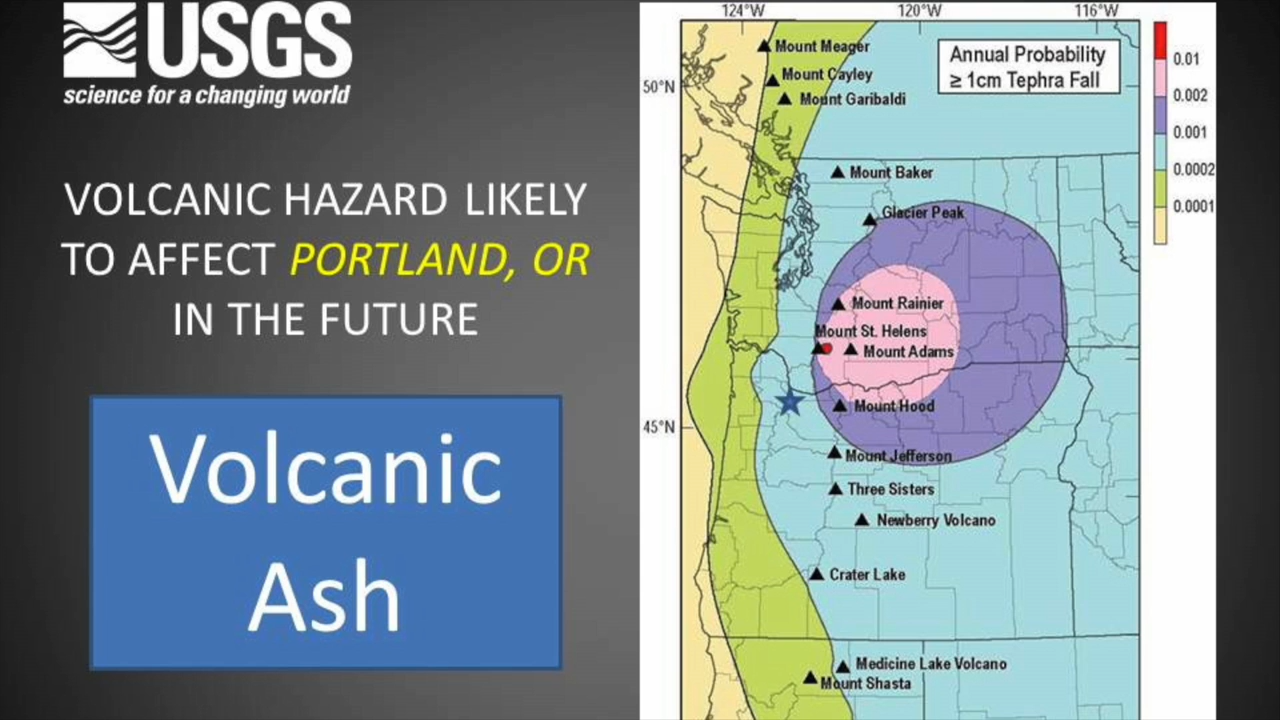 USGS
science for a changing world
VOLCANIC HAZARD LIKELY
TO AFFECT PORTLAND, OR
IN THE FUTURE
Volcanic
Ash
124°W
120°W
116°W
50°N
45°N
Annual Probability
≥ 1cm Tephra Fall
0.01
0.002
0.001
0.0002
0.0001
Mount Meager
Mount Cayley
Mount Garibaldi
Mount Baker
Glacier Peak
Mount Rainier
Mount St. Helens
Mount Adams
Mount Hood
Mount Jefferson
Three Sisters
Newberry Volcano
Crater Lake
Medicine Lake Volcano
Mount Shasta